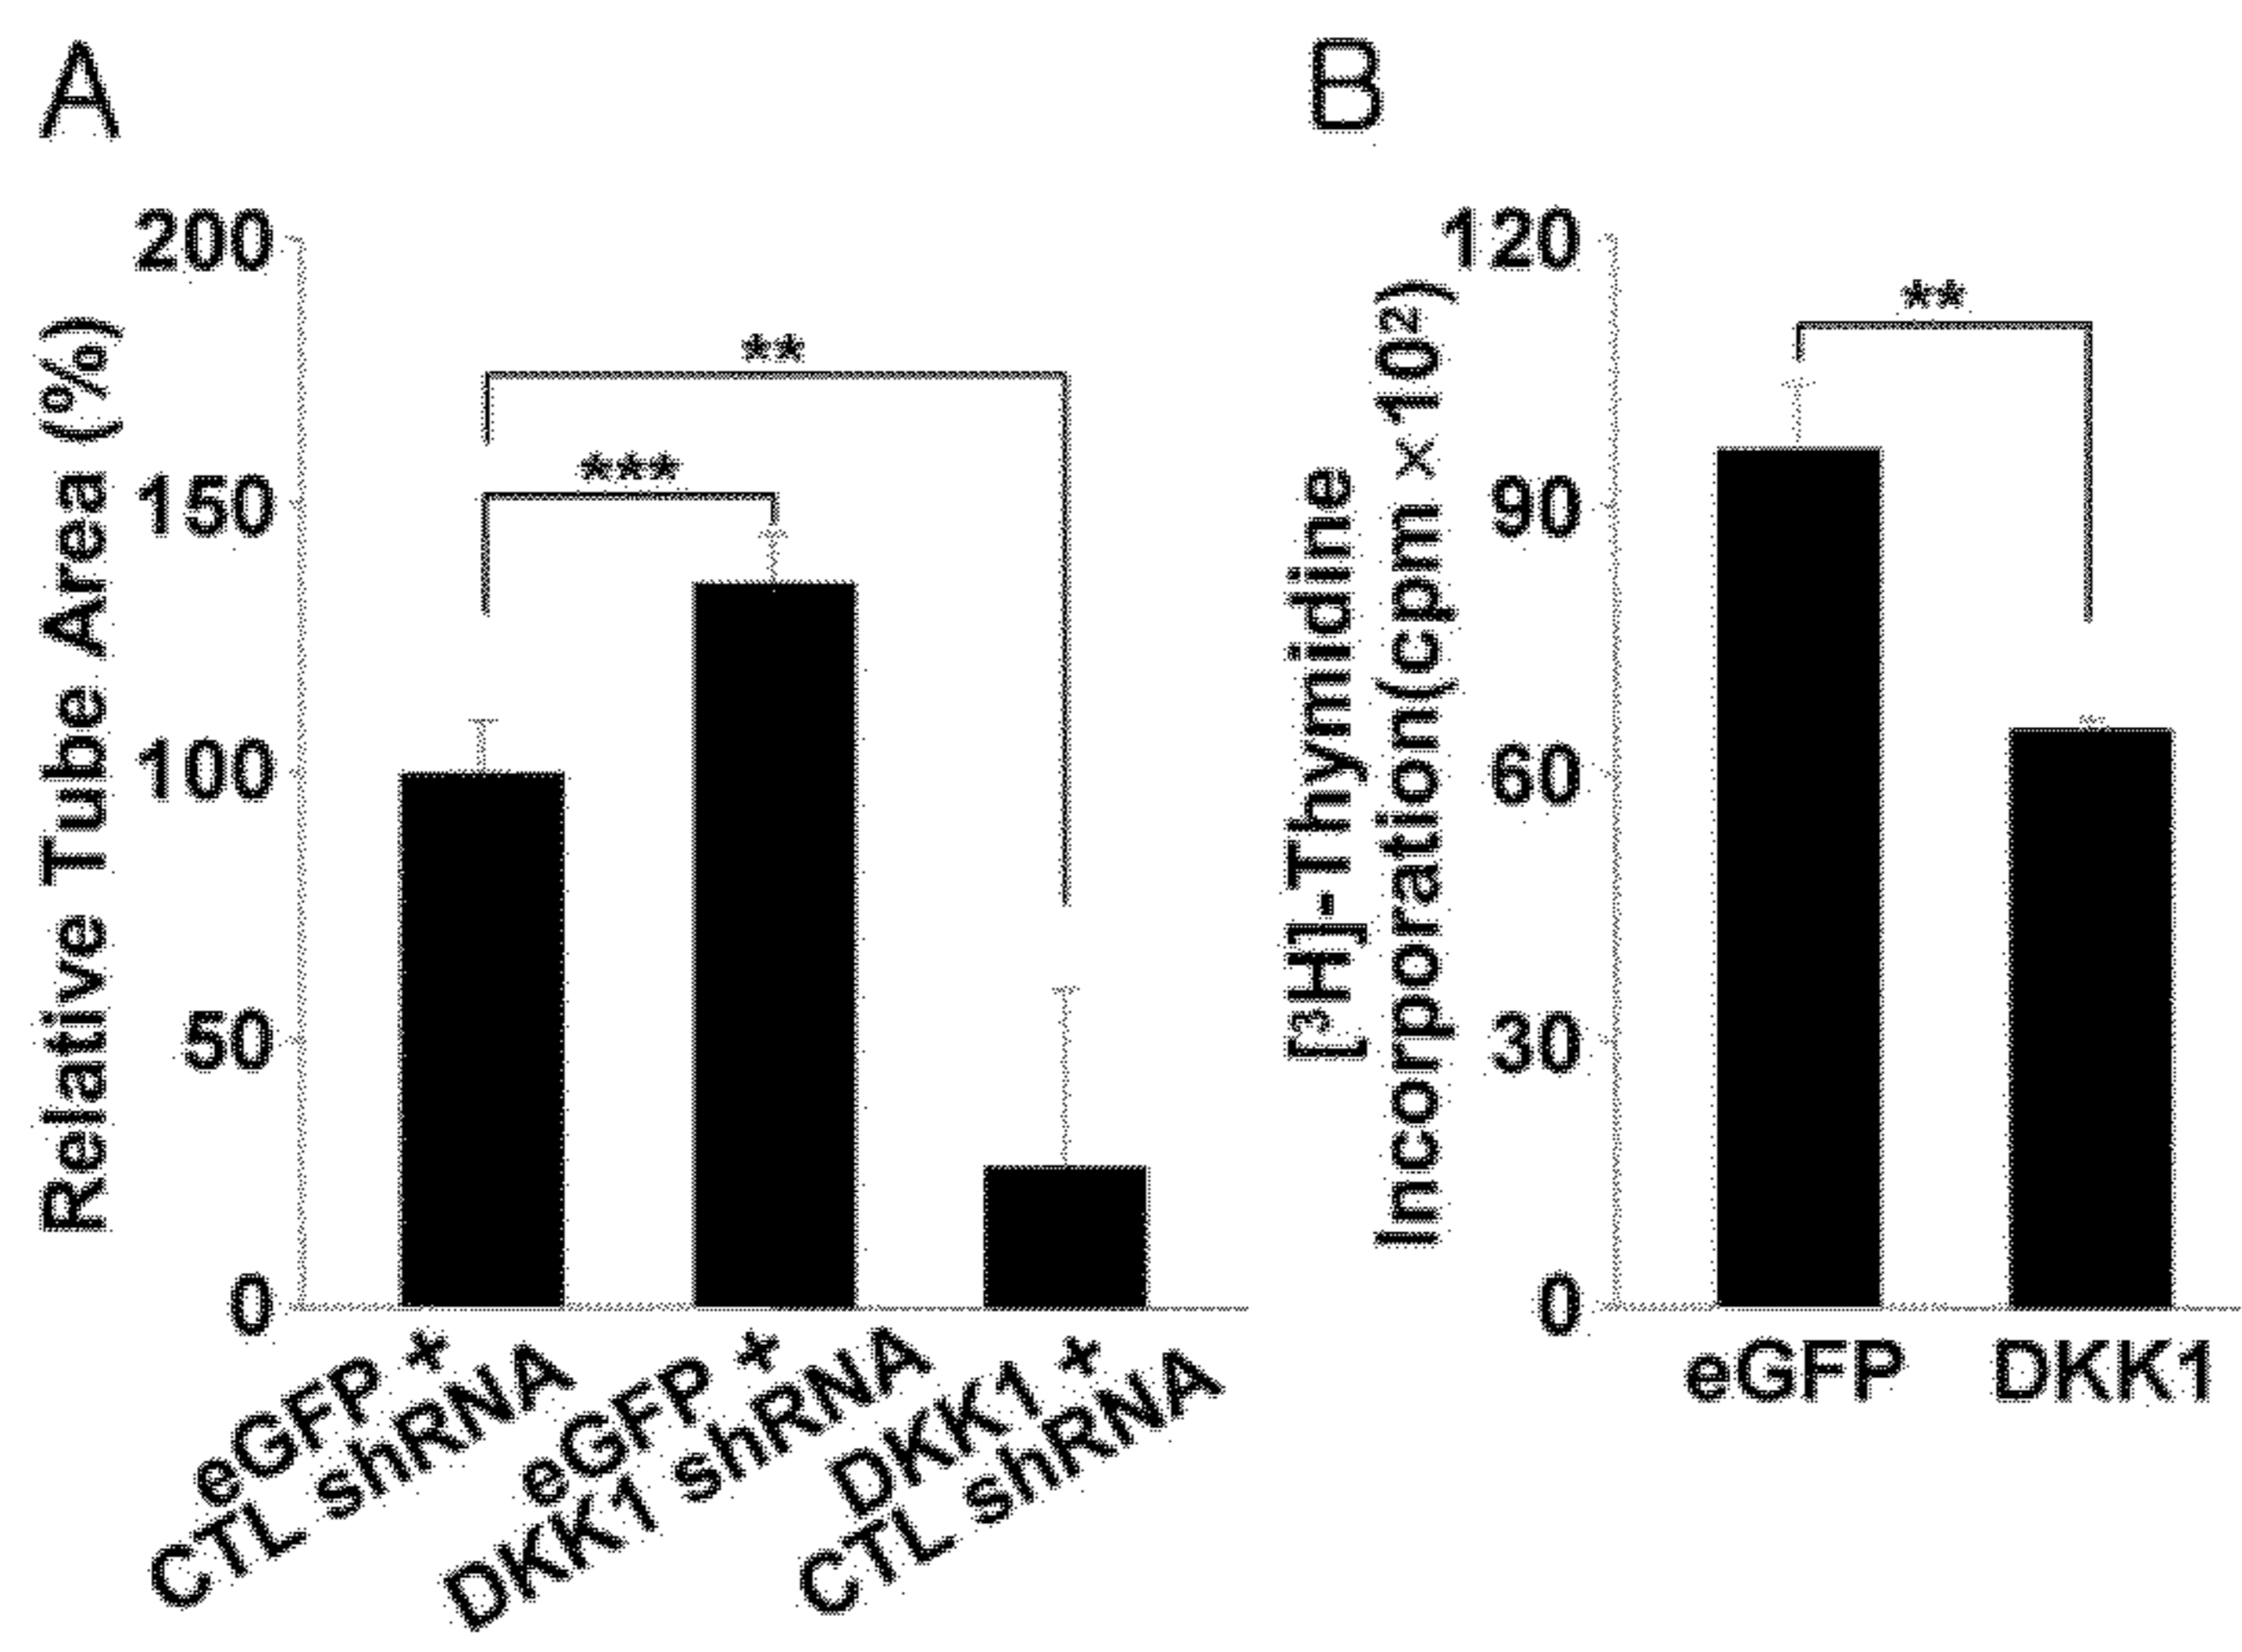 A
Relative Tube Area (%)
200
150
100
50
0
***
**
eGFP +
CTL shRNA
eGFP +
DKK1 shRNA
DKK1 +
CTL shRNA
B
[³H]-Thymidine
Incorporation(cpm ×10²)
120
90
60
30
0
**
eGFP
DKK1